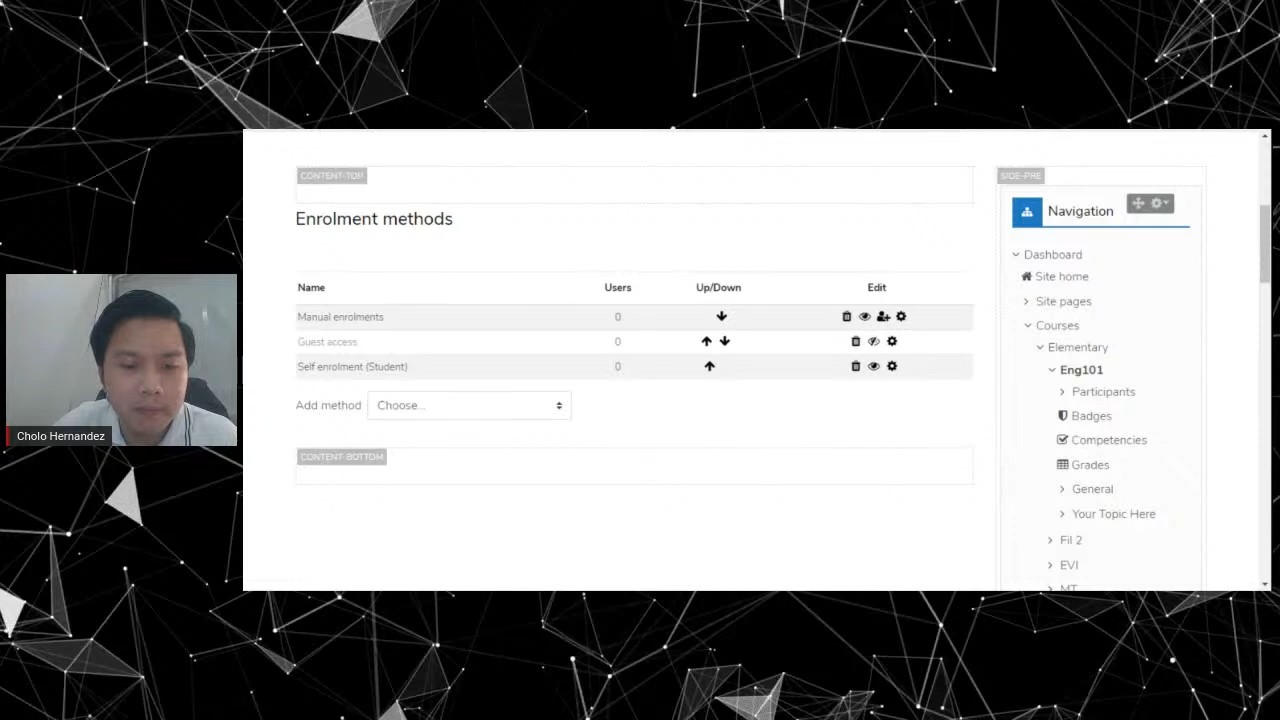 CONTENT-TOP
Enrolment methods
Name Users Up/Down Edit
Manual enrolments 0
Guest access 0
Self enrolment (Student) 0
Add method Choose...
CONTENT-BOTTOM
SIDE-PRE
Navigation
Dashboard
Site home
Site pages
Courses
Elementary
Eng101
Participants
Badges
Competencies
Grades
General
Your Topic Here
Fil 2
EVI
MT
Cholo Hernandez